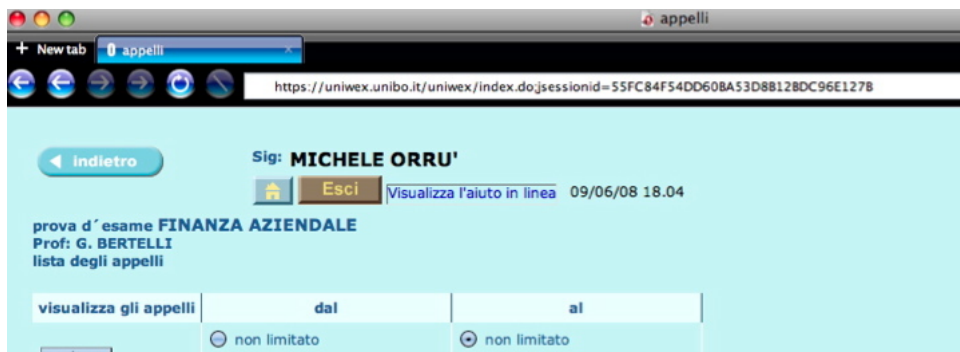 appelli
+ New tab appelli ×
https://uniwex.unibo.it/uniwex/index.do;jsessionid=55FC84F54DD60BA53D8B12BDC96E127B
indietro
Sig: MICHELE ORRU'
Esci Visualizza l'aiuto in linea 09/06/08 18.04
prova d´esame FINANZA AZIENDALE
Prof: G. BERTELLI
lista degli appelli
visualizza gli appelli dal al
non limitato non limitato